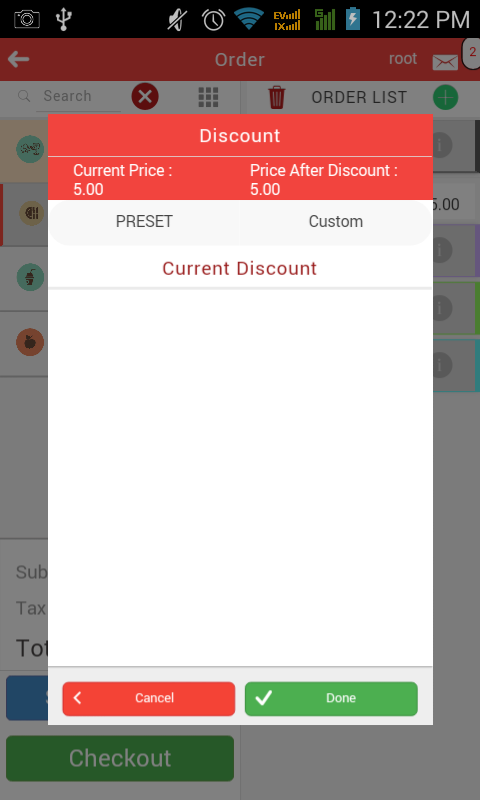 EV
1X
G
12:22 PM
Order
root
2
Search
ORDER LIST
Discount
Current Price :
5.00
Price After Discount :
5.00
PRESET
Custom
5.00
Current Discount
Sub
Tax
Tot
S
Cancel
Done
Checkout